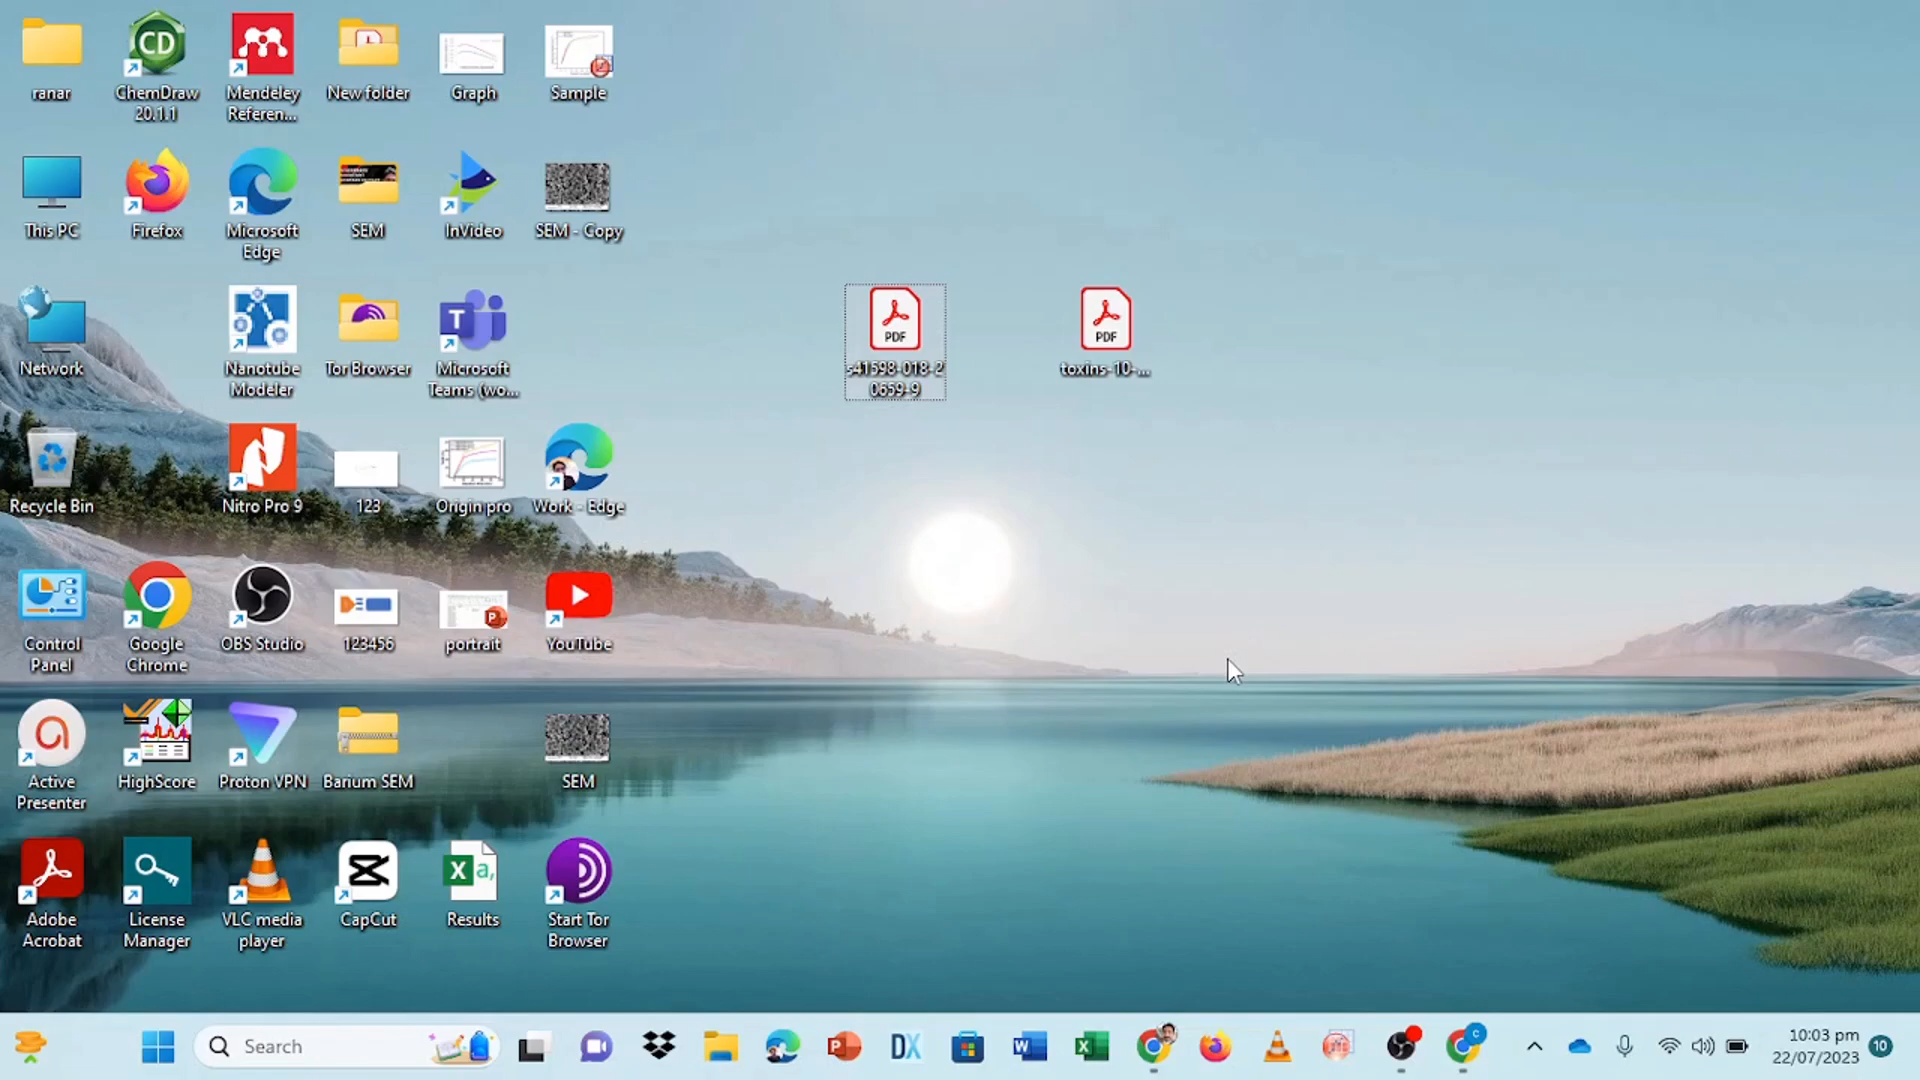 ranar
ChemDraw
20.1.1
CD
Mendeley
Referen...
New folder
Graph
Sample
This PC
Firefox
Microsoft
Edge
SEM
InVideo
SEM - Copy
Network
Nanotube
Modeler
Tor Browser
T
Microsoft
Teams (wo...
PDF
s41598-018-2
0659-9
PDF
toxins-10-...
Recycle Bin
Nitro Pro 9
123
Origin pro
Work - Edge
Control
Panel
Google
Chrome
OBS Studio
123456
P
portrait
YouTube
Active
Presenter
HighScore
Proton VPN
Barium SEM
SEM
Adobe
Acrobat
License
Manager
VLC media
player
CapCut
X a,
Results
Start Tor
Browser
Search
P
DX
W
X
C
10:03 pm
22/07/2023
10